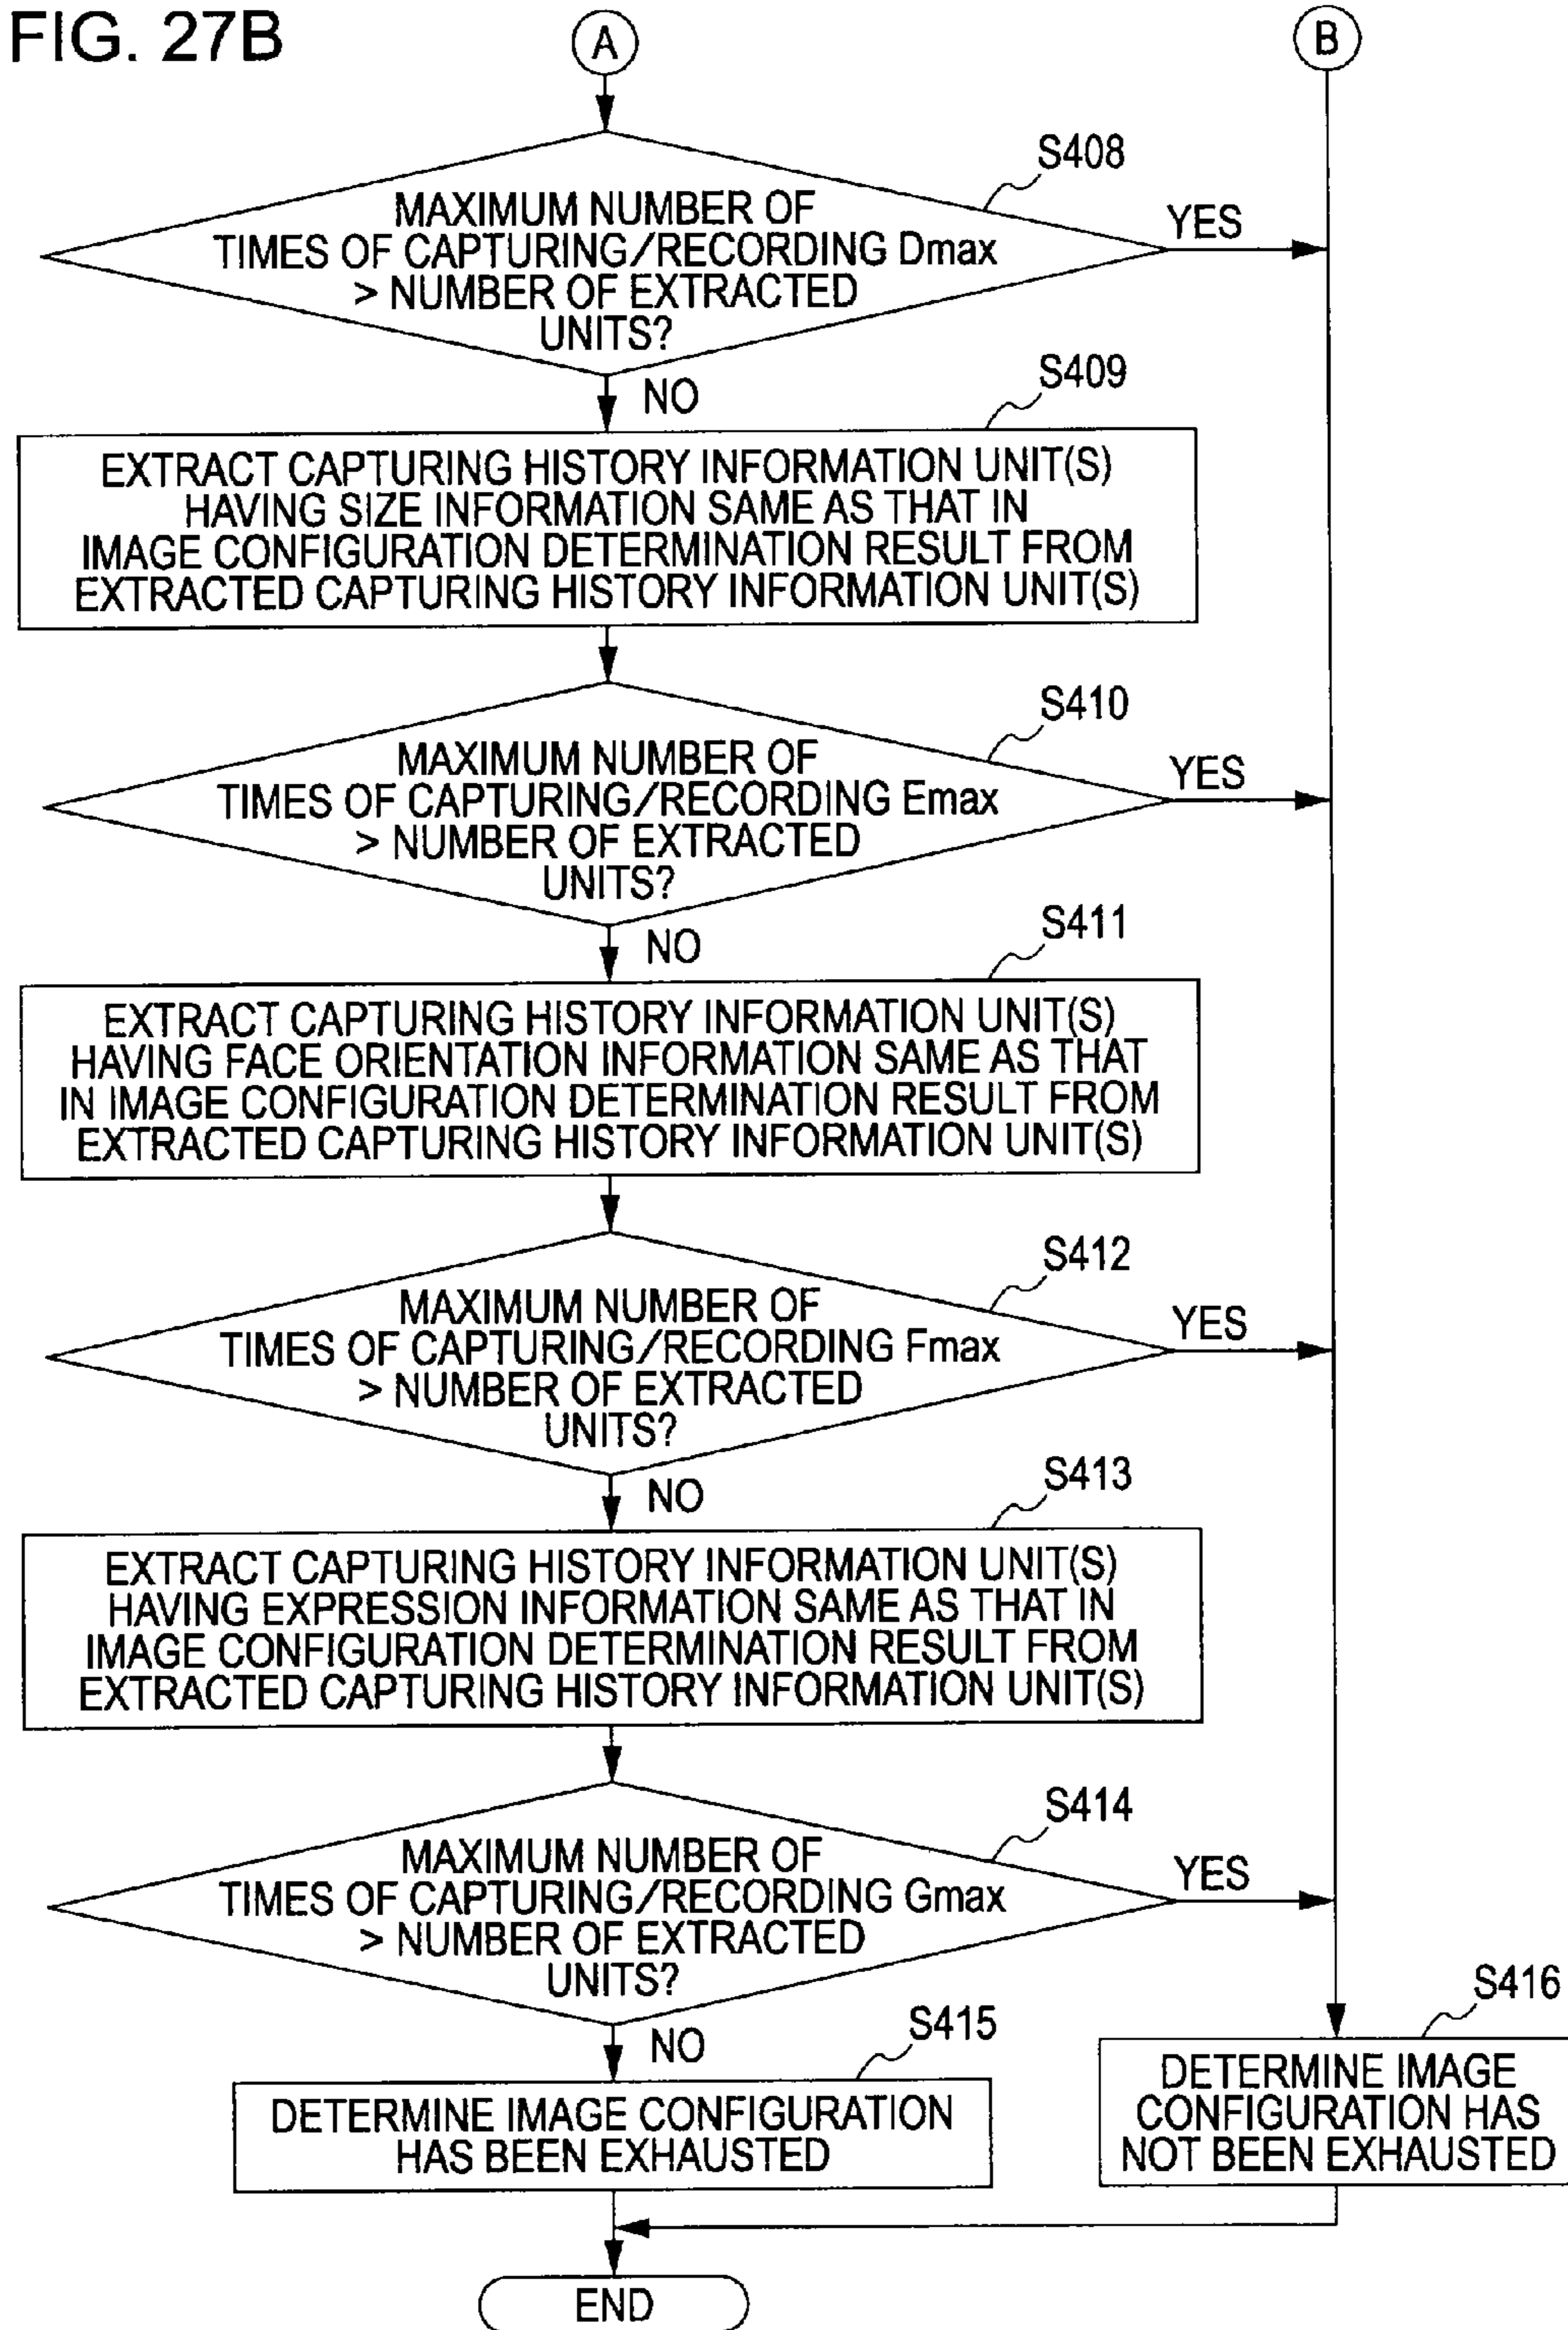 FIG. 27B
A
B
S408
MAXIMUM NUMBER OF
TIMES OF CAPTURING/RECORDING Dmax
> NUMBER OF EXTRACTED
UNITS?
YES
NO
S409
EXTRACT CAPTURING HISTORY INFORMATION UNIT(S)
HAVING SIZE INFORMATION SAME AS THAT IN
IMAGE CONFIGURATION DETERMINATION RESULT FROM
EXTRACTED CAPTURING HISTORY INFORMATION UNIT(S)
S410
MAXIMUM NUMBER OF
TIMES OF CAPTURING/RECORDING Emax
> NUMBER OF EXTRACTED
UNITS?
YES
NO
S411
EXTRACT CAPTURING HISTORY INFORMATION UNIT(S)
HAVING FACE ORIENTATION INFORMATION SAME AS THAT
IN IMAGE CONFIGURATION DETERMINATION RESULT FROM
EXTRACTED CAPTURING HISTORY INFORMATION UNIT(S)
S412
MAXIMUM NUMBER OF
TIMES OF CAPTURING/RECORDING Fmax
> NUMBER OF EXTRACTED
UNITS?
YES
NO
S413
EXTRACT CAPTURING HISTORY INFORMATION UNIT(S)
HAVING EXPRESSION INFORMATION SAME AS THAT IN
IMAGE CONFIGURATION DETERMINATION RESULT FROM
EXTRACTED CAPTURING HISTORY INFORMATION UNIT(S)
S414
MAXIMUM NUMBER OF
TIMES OF CAPTURING/RECORDING Gmax
> NUMBER OF EXTRACTED
UNITS?
YES
NO
S415
DETERMINE IMAGE CONFIGURATION
HAS BEEN EXHAUSTED
S416
DETERMINE IMAGE
CONFIGURATION HAS
NOT BEEN EXHAUSTED
END